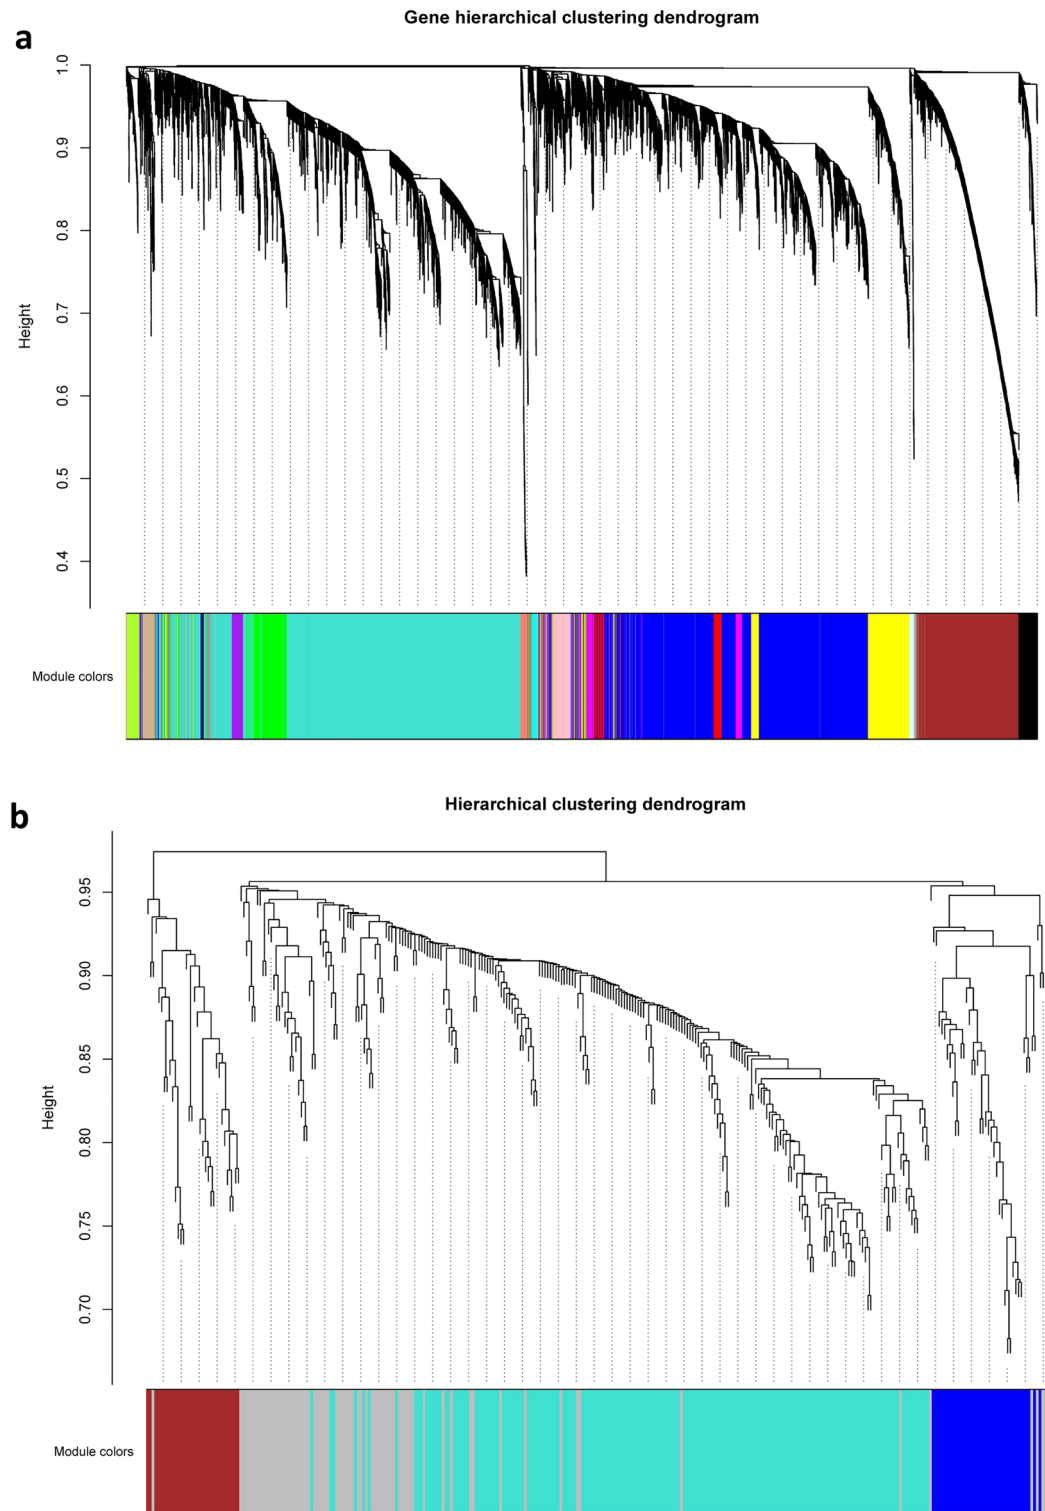 Gene hierarchical clustering dendrogram
a
1.0
0.9
0.8
0.7
0.6
0.5
0.4
Height
Module colors
Hierarchical clustering dendrogram
b
0.95
0.90
0.85
0.80
0.75
0.70
Height
Module colors